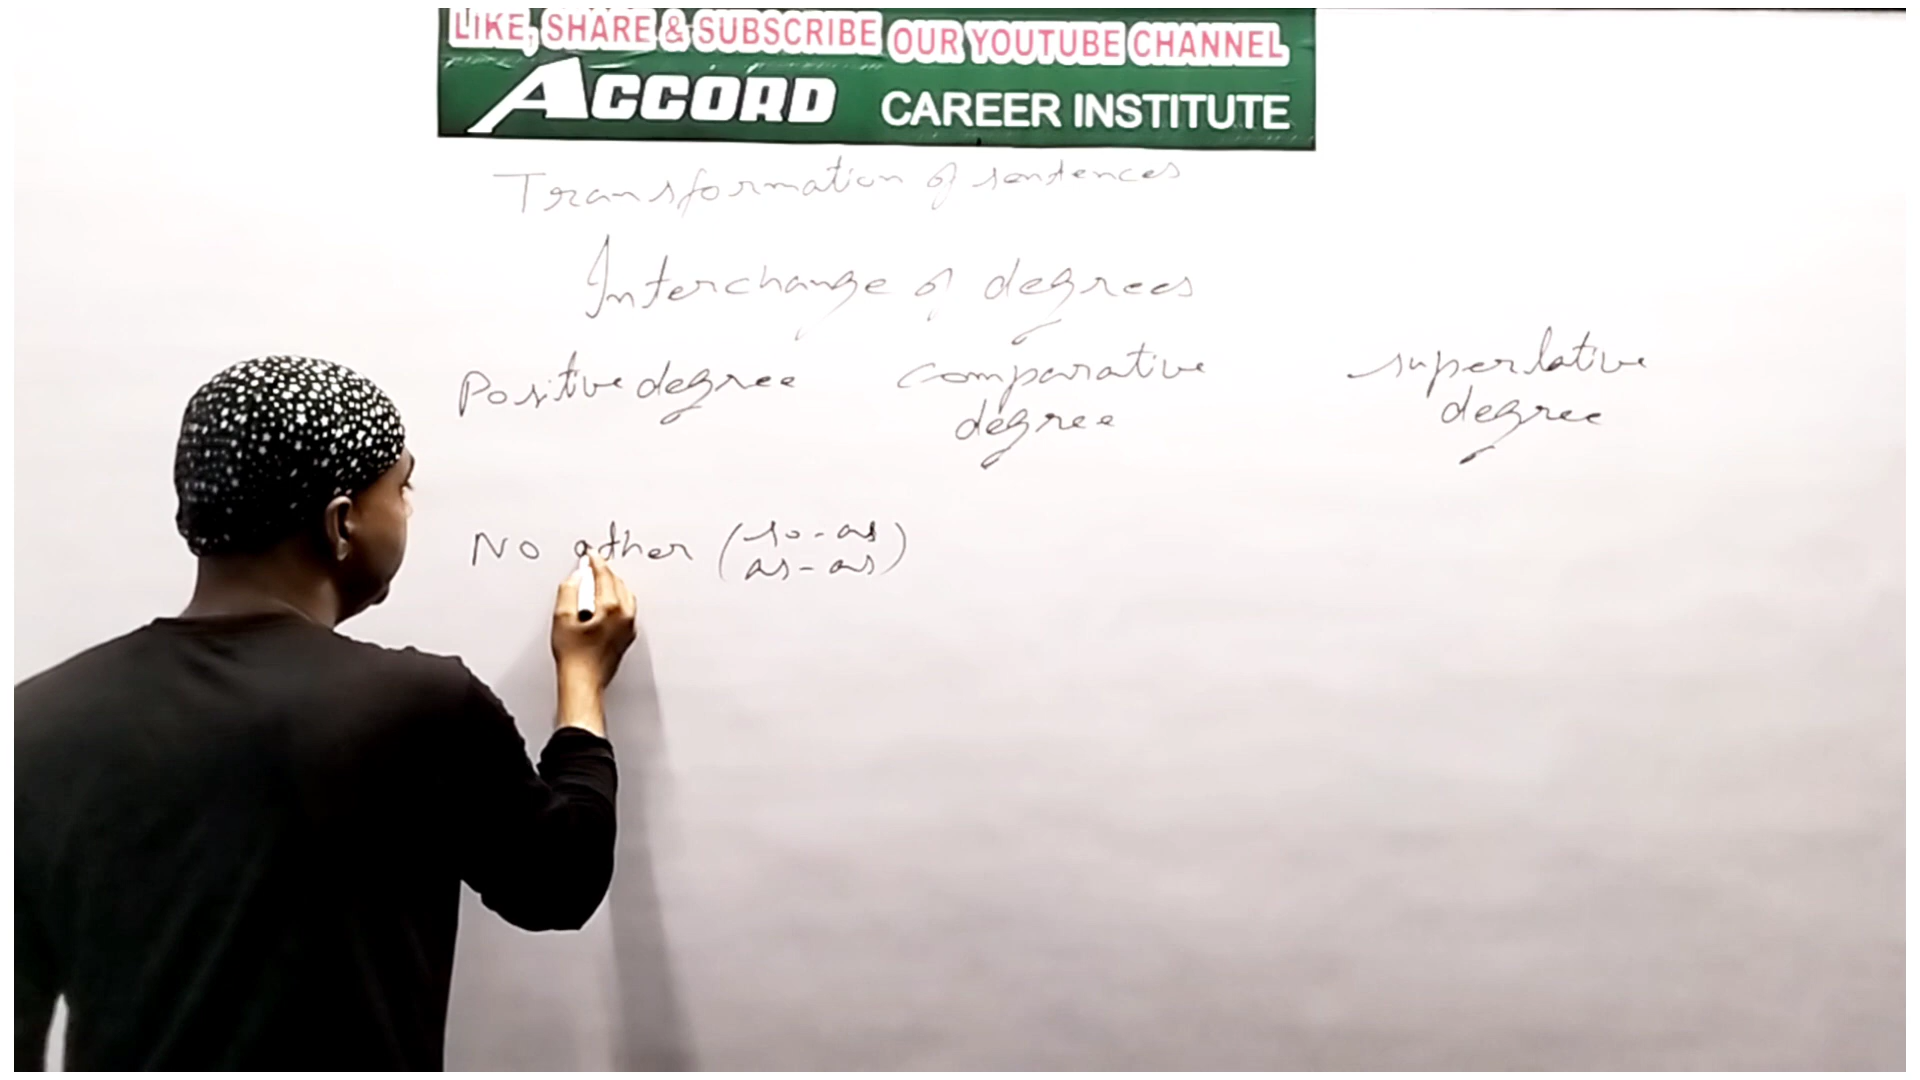 LIKE, SHARE & SUBSCRIBE OUR YOUTUBE CHANNEL
ACCORD CAREER INSTITUTE
Transformation of sentences
Interchange of degrees
Positive degree
comparative
degree
superlative
degree
No other (so-as
as-as)